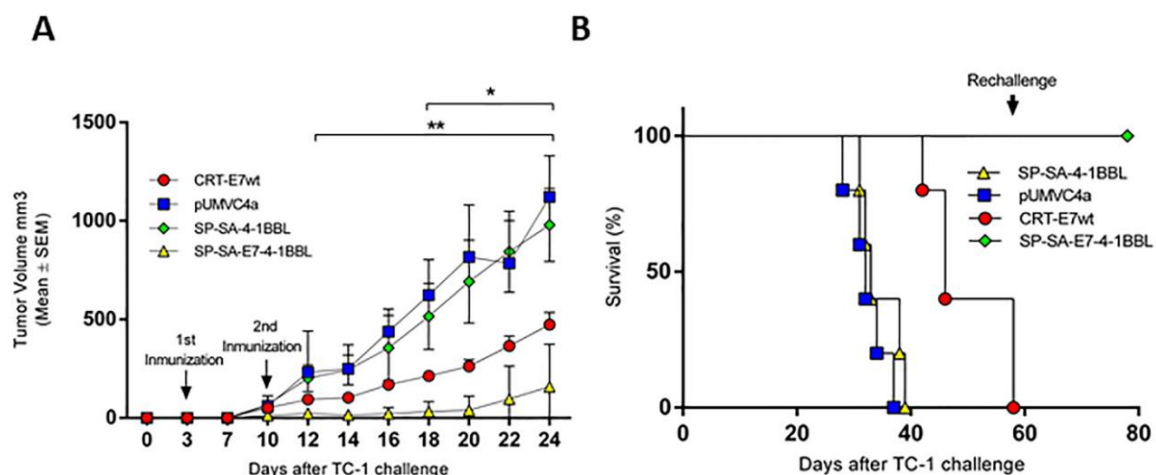 A
B
Tumor Volume mm3
(Mean ± SEM)
1500
1000
500
0
*
**
CRT-E7wt
pUMVC4a
SP-SA-4-1BBL
SP-SA-E7-4-1BBL
1st
Inmunization
2nd
Inmunization
0 3 7 10 12 14 16 18 20 22 24
Days after TC-1 challenge
Survival (%)
100
50
0
Rechallenge
SP-SA-4-1BBL
pUMVC4a
CRT-E7wt
SP-SA-E7-4-1BBL
0 20 40 60 80
Days after TC-1 challenge